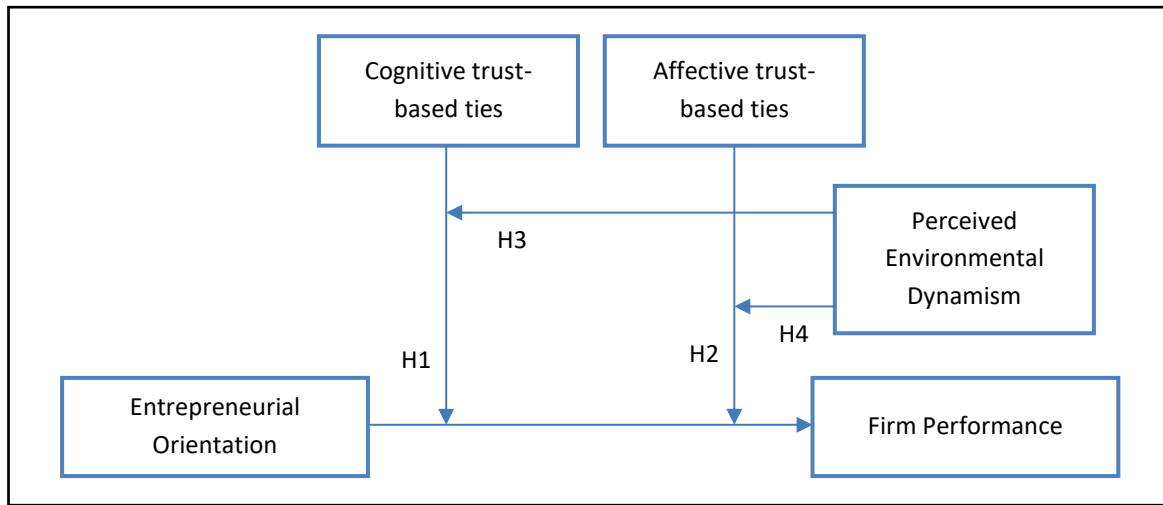 Cognitive trust-
based ties
Affective trust-
based ties
Perceived
Environmental
Dynamism
H3
H4
H1
H2
Entrepreneurial
Orientation
Firm Performance